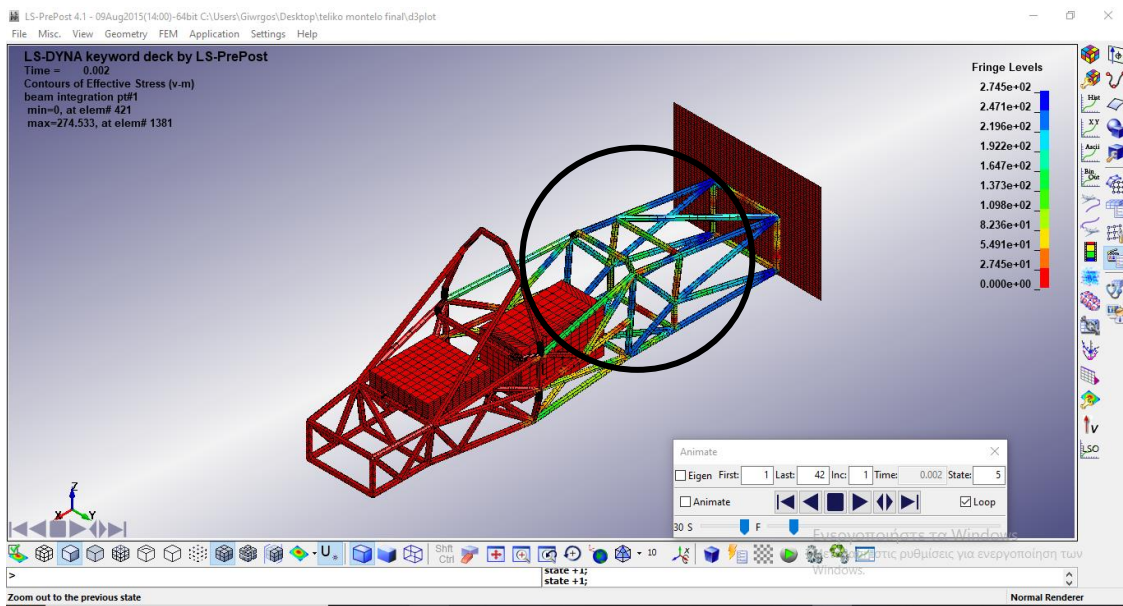 LS-PrePost 4.1 - 09Aug2015(14:00)-64bit C:\Users\Giwrgos\Desktop\teliko montelo final\d3plot
File Misc. View Geometry FEM Application Settings Help
LS-DYNA keyword deck by LS-PrePost
Time = 0.002
Contours of Effective Stress (v-m)
beam integration pt#1
min=0, at elem# 421
max=274.533, at elem# 1381
Fringe Levels
2.745e+02
2.471e+02
2.196e+02
1.922e+02
1.647e+02
1.373e+02
1.098e+02
8.236e+01
5.491e+01
2.745e+01
0.000e+00
Hist
XY
Ascii
Bin Out
V
LSO
Z
X Y
Animate
Eigen First: 1 Last: 42 Inc: 1 Time: 0.002 State: 5
Animate Loop
30 S F
Ενεργοποιήστε τα Windows
ρυθμίσεις για ενεργοποίηση των
Windows.
U
Shft
Ctrl
10
> state +1;
state +1;
Zoom out to the previous state Normal Renderer